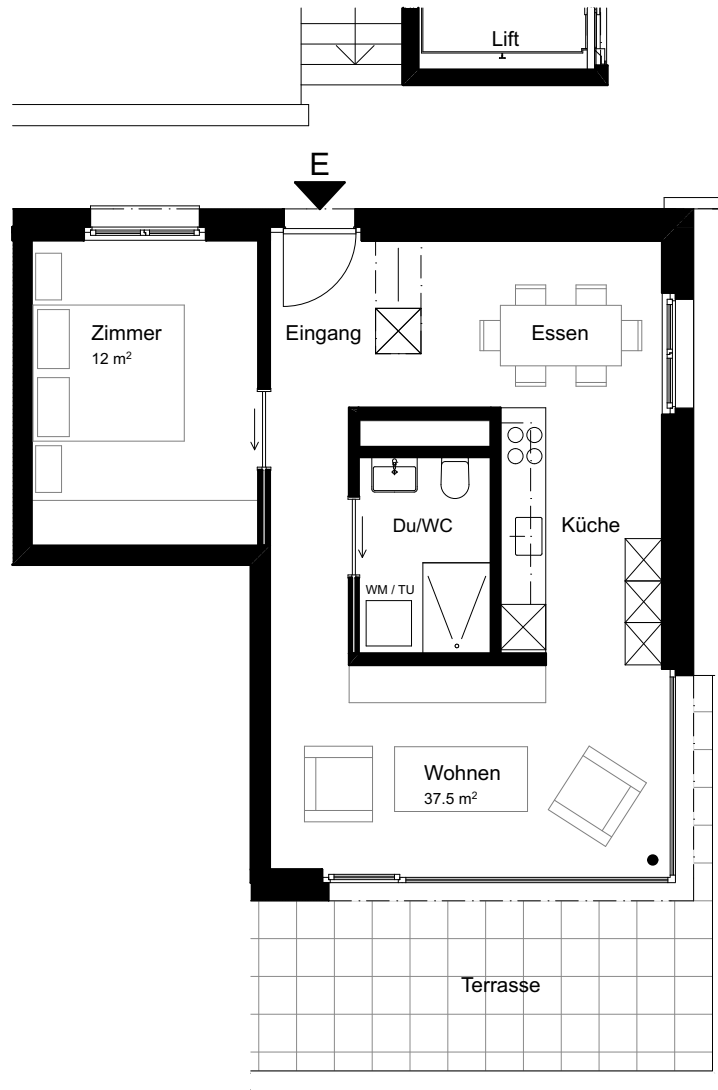 Lift
E
Zimmer
12 m²
Eingang
Essen
Du/WC
Küche
WM / TU
Wohnen
37.5 m²
Terrasse